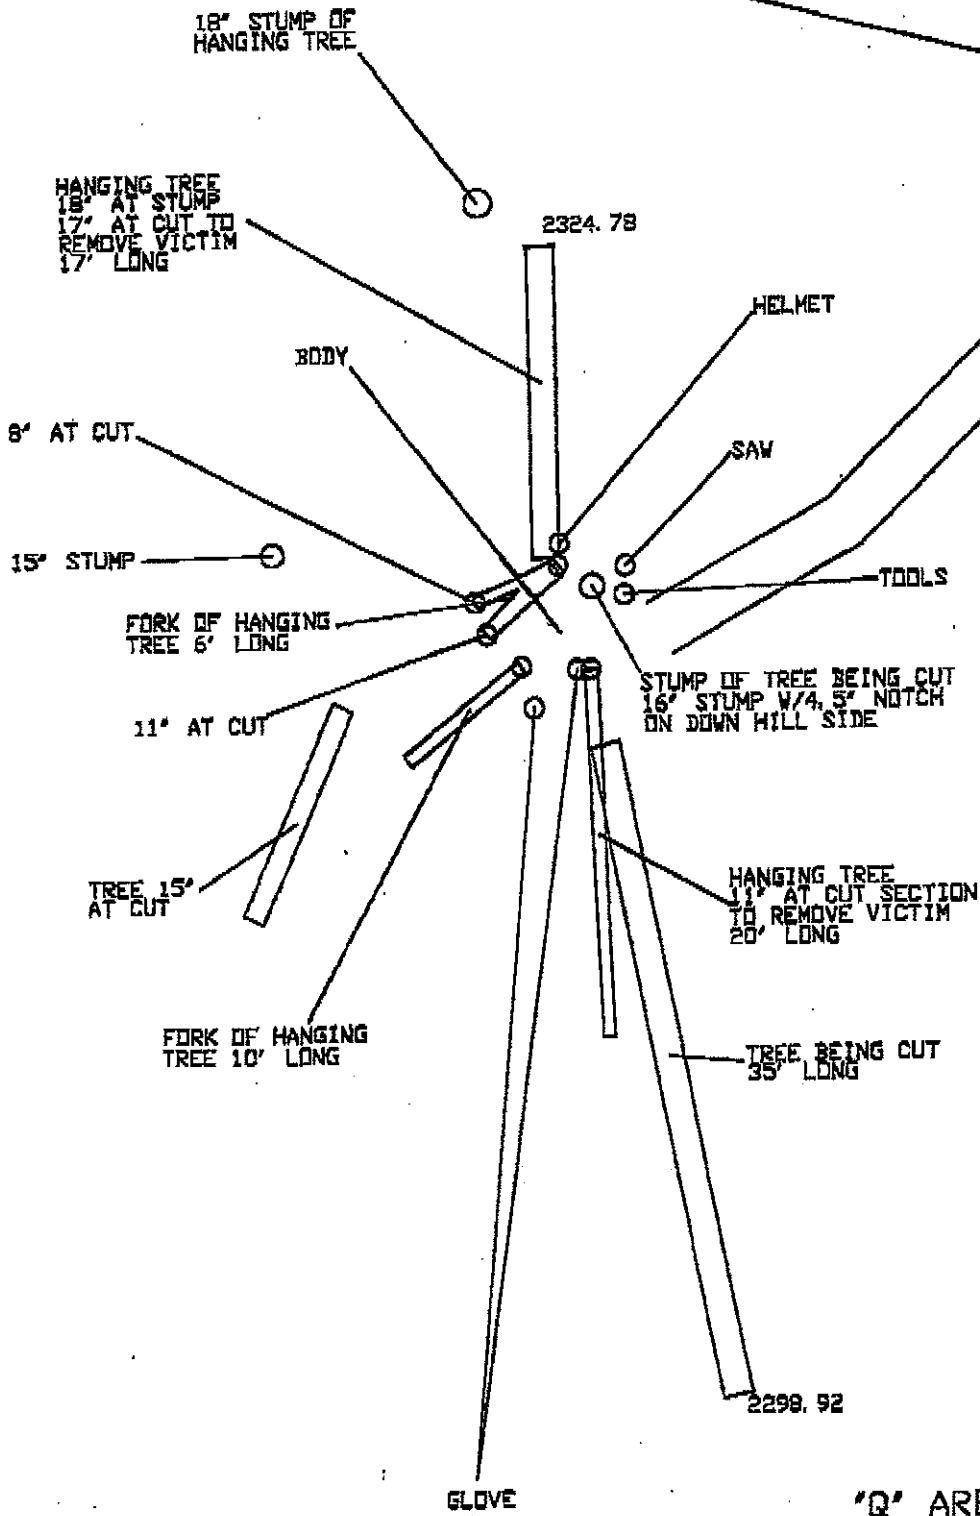 18" STUMP OF
HANGING TREE
HANGING TREE
18" AT STUMP
17" AT CUT TO
REMOVE VICTIM
17' LONG
2324.78
HELMET
BODY
8" AT CUT
SAW
15" STUMP
TOOLS
FORK OF HANGING
TREE 6' LONG
STUMP OF TREE BEING CUT
16" STUMP W/4.5" NOTCH
ON DOWN HILL SIDE
11" AT CUT
TREE 15"
AT CUT
HANGING TREE
11" AT CUT SECTION
TO REMOVE VICTIM
20' LONG
FORK OF HANGING
TREE 10' LONG
TREE BEING CUT
35' LONG
2298.92
GLOVE
"Q" ARE